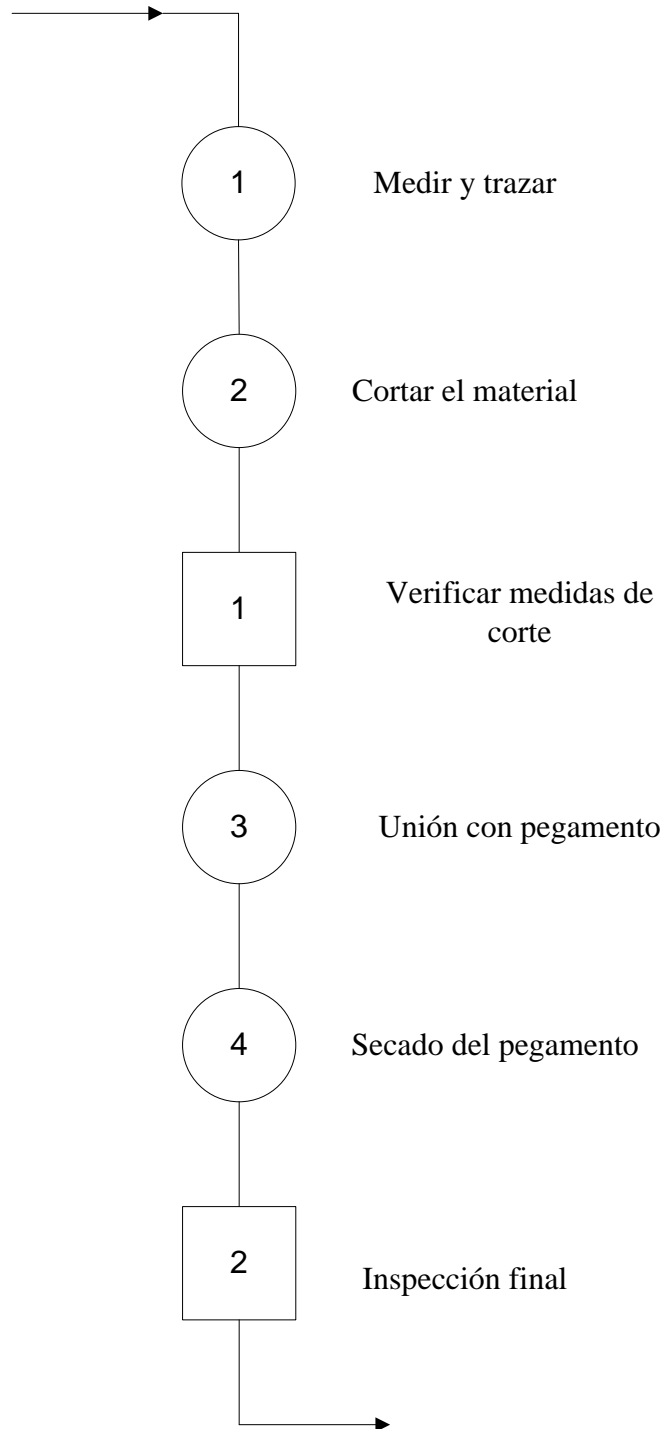 1
Medir y trazar
2
Cortar el material
1
Verificar medidas de
corte
3
Unión con pegamento
4
Secado del pegamento
2
Inspección final